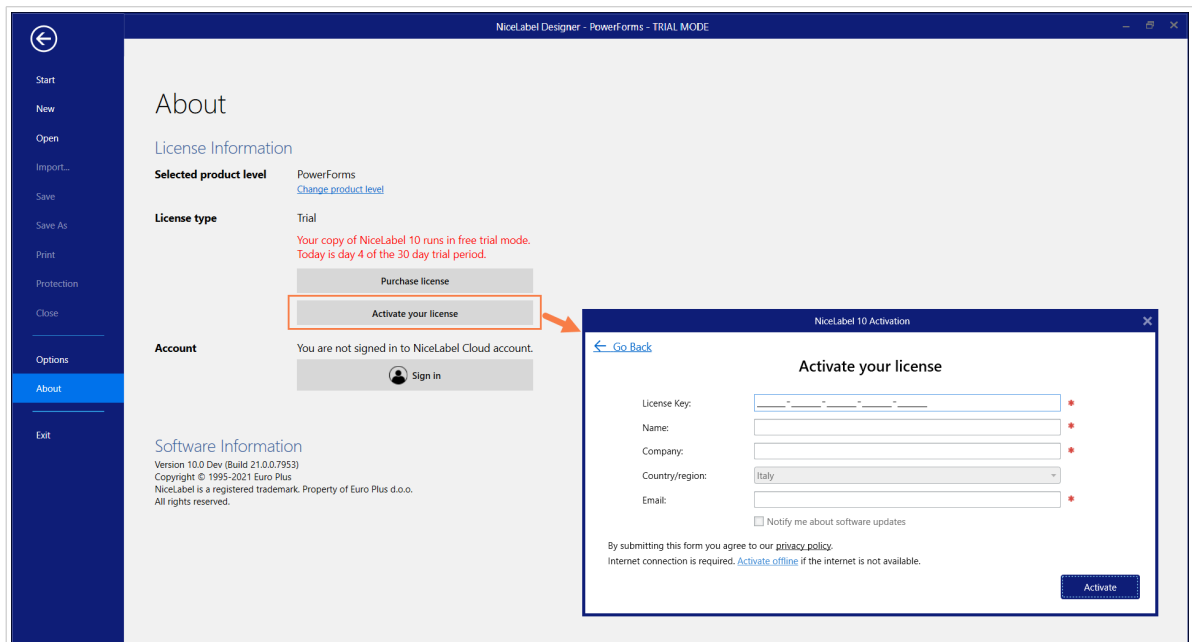 NiceLabel Designer - PowerForms - TRIAL MODE
Start
New
Open
Import...
Save
Save As
Print
Protection
Close
Options
About
Exit
About
License Information
Selected product level PowerForms
Change product level
License type Trial
Your copy of NiceLabel 10 runs in free trial mode.
Today is day 4 of the 30 day trial period.
Purchase license
Activate your license
Account You are not signed in to NiceLabel Cloud account.
Sign in
Software Information
Version 10.0 Dev (Build 21.0.0.7953)
Copyright © 1995-2021 Euro Plus
NiceLabel is a registered trademark. Property of Euro Plus d.o.o.
All rights reserved.
NiceLabel 10 Activation
Go Back
Activate your license
License Key: _____-_____-_____-_____-_____ *
Name: *
Company: *
Country/region: Italy
Email: *
Notify me about software updates
By submitting this form you agree to our privacy policy.
Internet connection is required. Activate offline if the internet is not available.
Activate